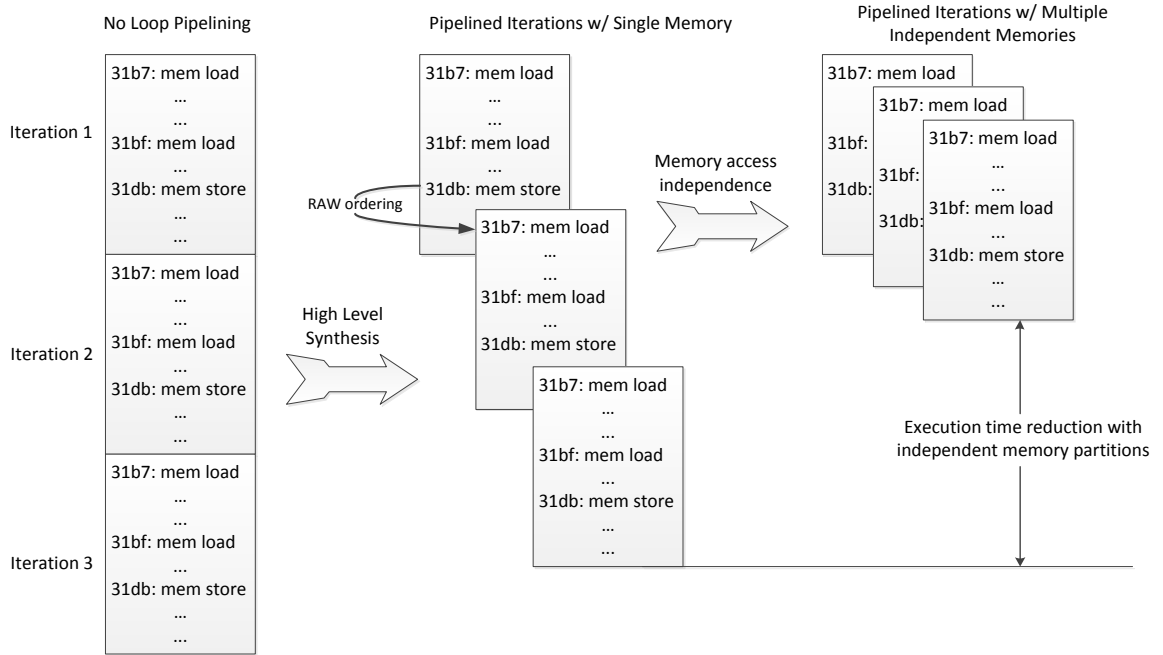 No Loop Pipelining
Iteration 1
31b7: mem load
...
...
31bf: mem load
...
31db: mem store
...
...
Iteration 2
31b7: mem load
...
...
31bf: mem load
...
31db: mem store
...
...
Iteration 3
31b7: mem load
...
...
31bf: mem load
...
31db: mem store
...
...
High Level
Synthesis
Pipelined Iterations w/ Single Memory
31b7: mem load
...
...
31bf: mem load
...
31db: mem store
RAW ordering
31b7: mem load
...
...
31bf: mem load
...
31db: mem store
31b7: mem load
...
...
31bf: mem load
...
31db: mem store
...
...
Memory access
independence
Pipelined Iterations w/ Multiple
Independent Memories
31b7: mem load
31bf:
31db:
31b7: mem load
31bf:
31db:
31b7: mem load
...
...
31bf: mem load
...
31db: mem store
...
...
Execution time reduction with
independent memory partitions